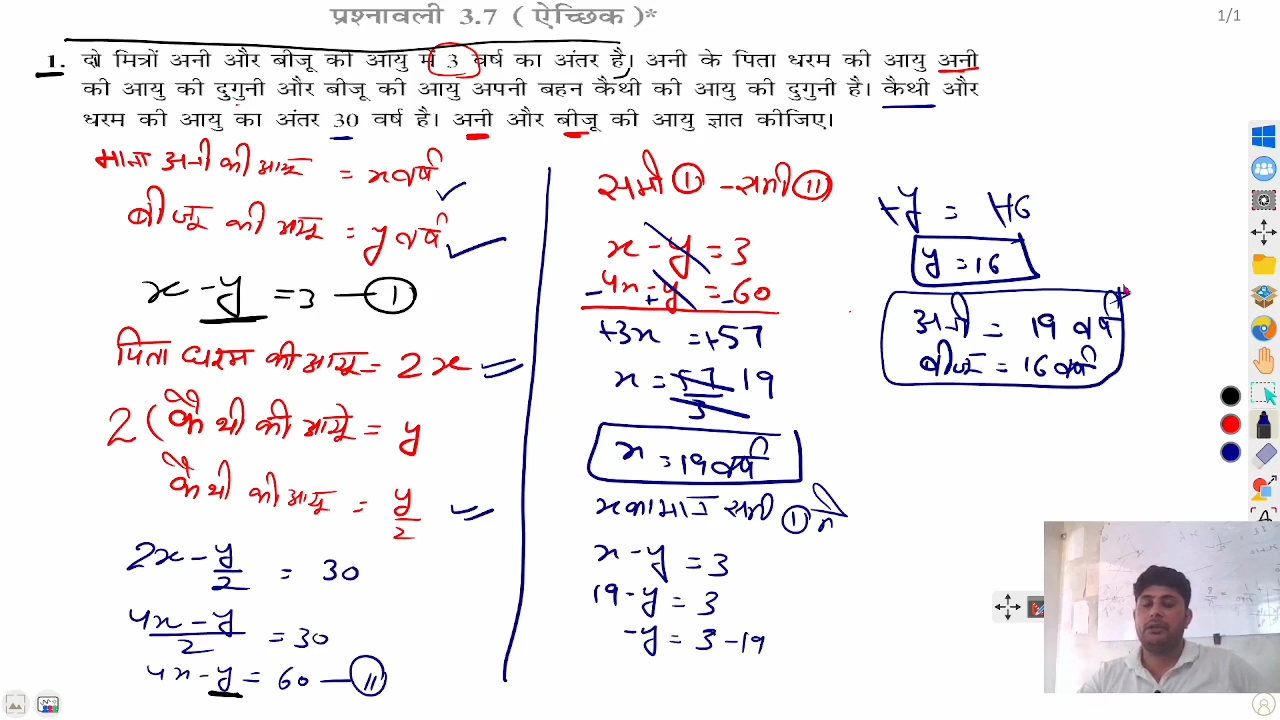 प्रश्नावली 3.7 ( ऐच्छिक )*
1/1
1. दो मित्रों अनी और बीजू की आयु में 3 वर्ष का अंतर है। अनी के पिता धरम की आयु अनी
की आयु की दुगुनी और बीजू की आयु अपनी बहन कैथी की आयु की दुगुनी है। कैथी और
धरम की आयु का अंतर 30 वर्ष है। अनी और बीजू की आयु ज्ञात कीजिए।
माना अनी की आयु = x वर्ष
बीजू की आयु = y वर्ष
x - y = 3 — ①
पिता धरम की आयु = 2x
2 ( कैथी की आयु = y
कैथी की आयु = y/2
2x - y/2 = 30
4x - y/2 = 30
4x - y = 60 — II
समी ① - समी II
x - y = 3
4x - y = 60
- + -
+3x = +57
x = 57/3 19
x = 19 वर्ष
x का मान समी ① में
x - y = 3
19 - y = 3
-y = 3 - 19
+y = +16
y = 16
अनी = 19 वर्ष
बीजू = 16 वर्ष